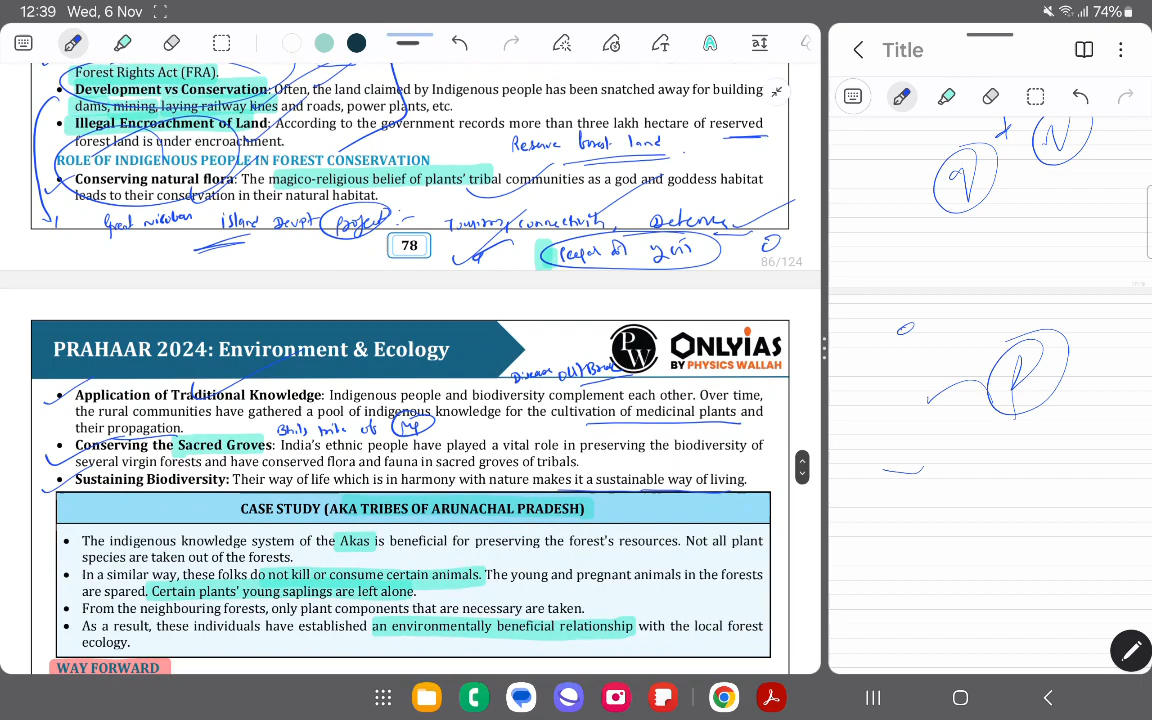 12:39 Wed, 6 Nov 74%
Title
Forest Rights Act (FRA).
• Development vs Conservation: Often, the land claimed by Indigenous people has been snatched away for building
dams, mining, laying railway lines and roads, power plants, etc.
• Illegal Encroachment of Land: According to the government records more than three lakh hectare of reserved
forest land is under encroachment.
Reserve forest land
ROLE OF INDIGENOUS PEOPLE IN FOREST CONSERVATION
• Conserving natural flora: The magico-religious belief of plants' tribal communities as a god and goddess habitat
leads to their conservation in their natural habitat.
Great nicobar island Devpt project :- Tourism, connectivity, Defence
78
86/124
PRAHAAR 2024: Environment & Ecology
PW ONLYIAS
BY PHYSICS WALLAH
• Application of Traditional Knowledge: Indigenous people and biodiversity complement each other. Over time,
the rural communities have gathered a pool of indigenous knowledge for the cultivation of medicinal plants and
their propagation.
Bhils tribe of MP
• Conserving the Sacred Groves: India's ethnic people have played a vital role in preserving the biodiversity of
several virgin forests and have conserved flora and fauna in sacred groves of tribals.
• Sustaining Biodiversity: Their way of life which is in harmony with nature makes it a sustainable way of living.
CASE STUDY (AKA TRIBES OF ARUNACHAL PRADESH)
• The indigenous knowledge system of the Akas is beneficial for preserving the forest's resources. Not all plant
species are taken out of the forests.
• In a similar way, these folks do not kill or consume certain animals. The young and pregnant animals in the forests
are spared. Certain plants' young saplings are left alone.
• From the neighbouring forests, only plant components that are necessary are taken.
• As a result, these individuals have established an environmentally beneficial relationship with the local forest
ecology.
WAY FORWARD
N
P